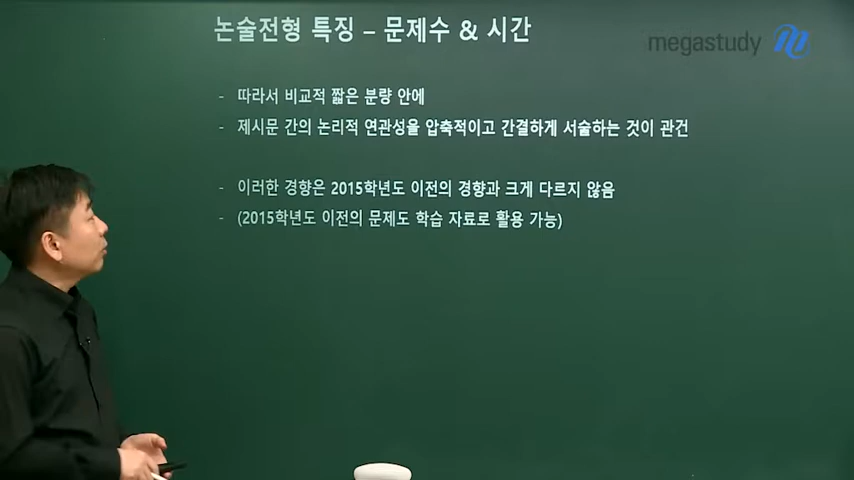 논술전형 특징 – 문제수 & 시간
megastudy
- 따라서 비교적 짧은 분량 안에
- 제시문 간의 논리적 연관성을 압축적이고 간결하게 서술하는 것이 관건
- 이러한 경향은 2015학년도 이전의 경향과 크게 다르지 않음
- (2015학년도 이전의 문제도 학습 자료로 활용 가능)